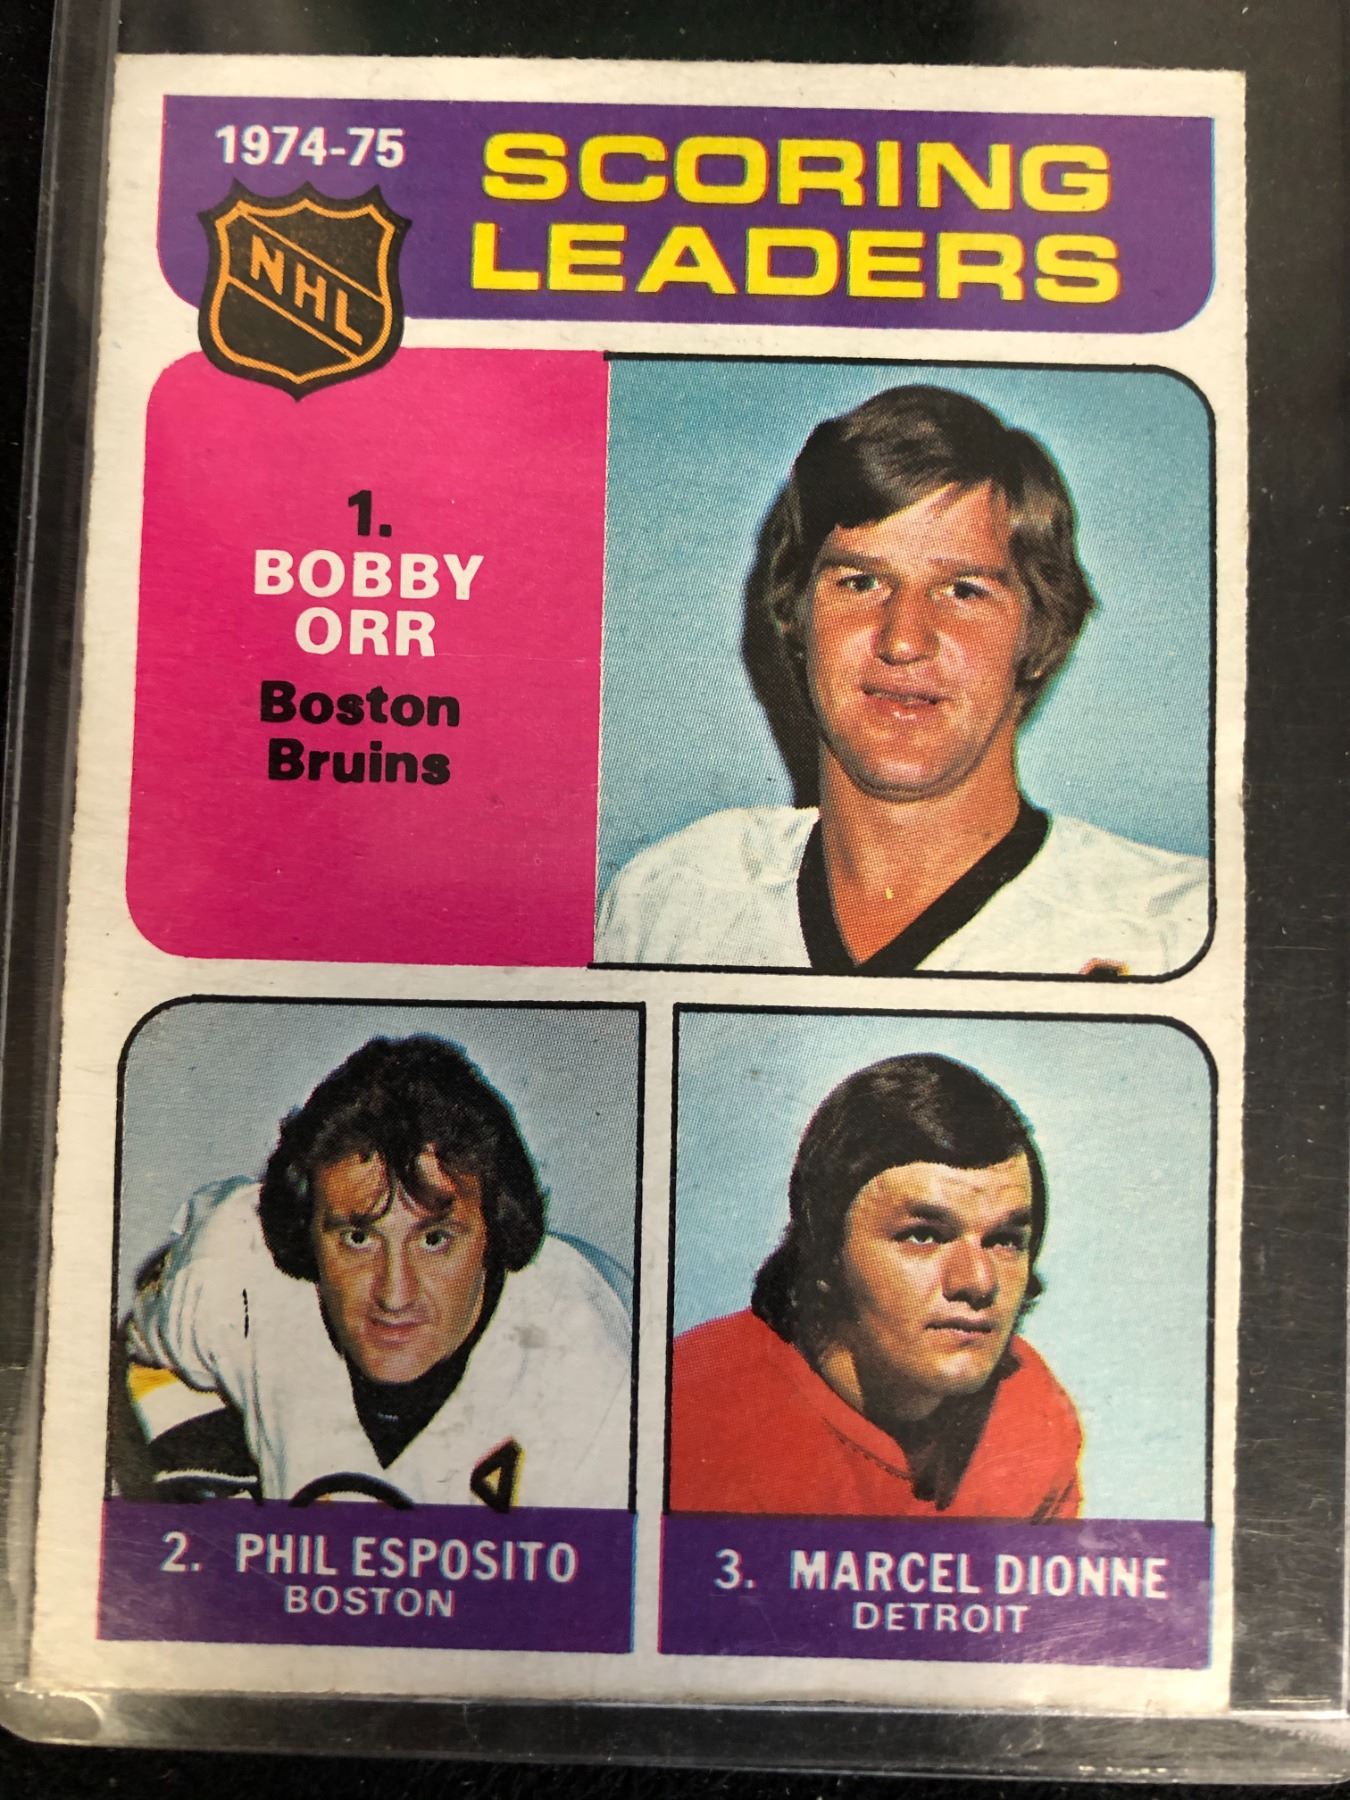 1974-75
SCORING
LEADERS
NHL
1.
BOBBY
ORR
Boston
Bruins
2. PHIL ESPOSITO
BOSTON
3. MARCEL DIONNE
DETROIT